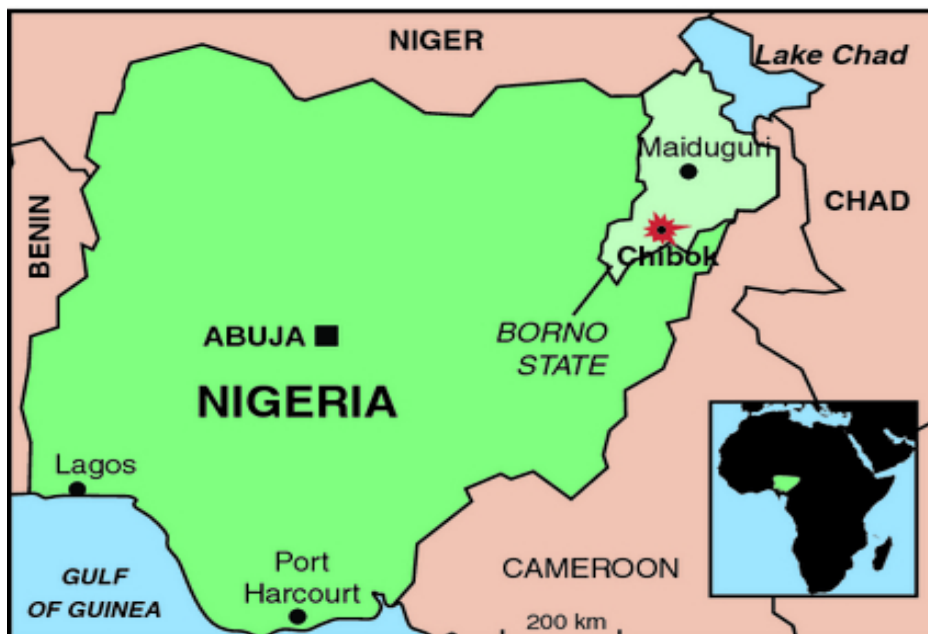 NIGER
Lake Chad
Maiduguri
CHAD
BENIN
Chibok
ABUJA
BORNO
STATE
NIGERIA
Lagos
Port
Harcourt
CAMEROON
GULF
OF GUINEA
200 km